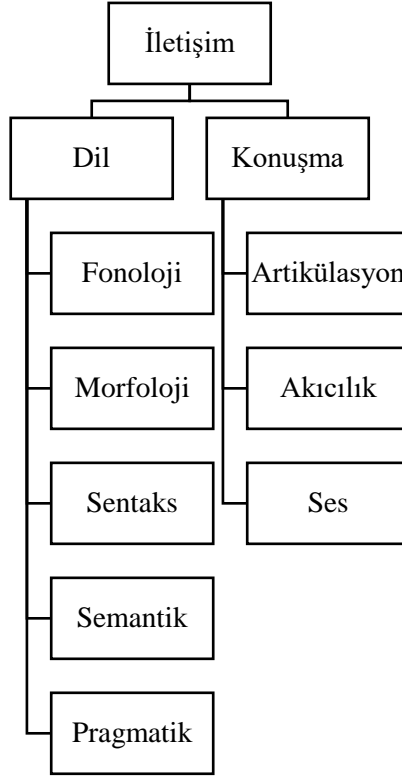 İletişim
Dil
Konuşma
Fonoloji
Artikülasyon
Morfoloji
Akıcılık
Sentaks
Ses
Semantik
Pragmatik